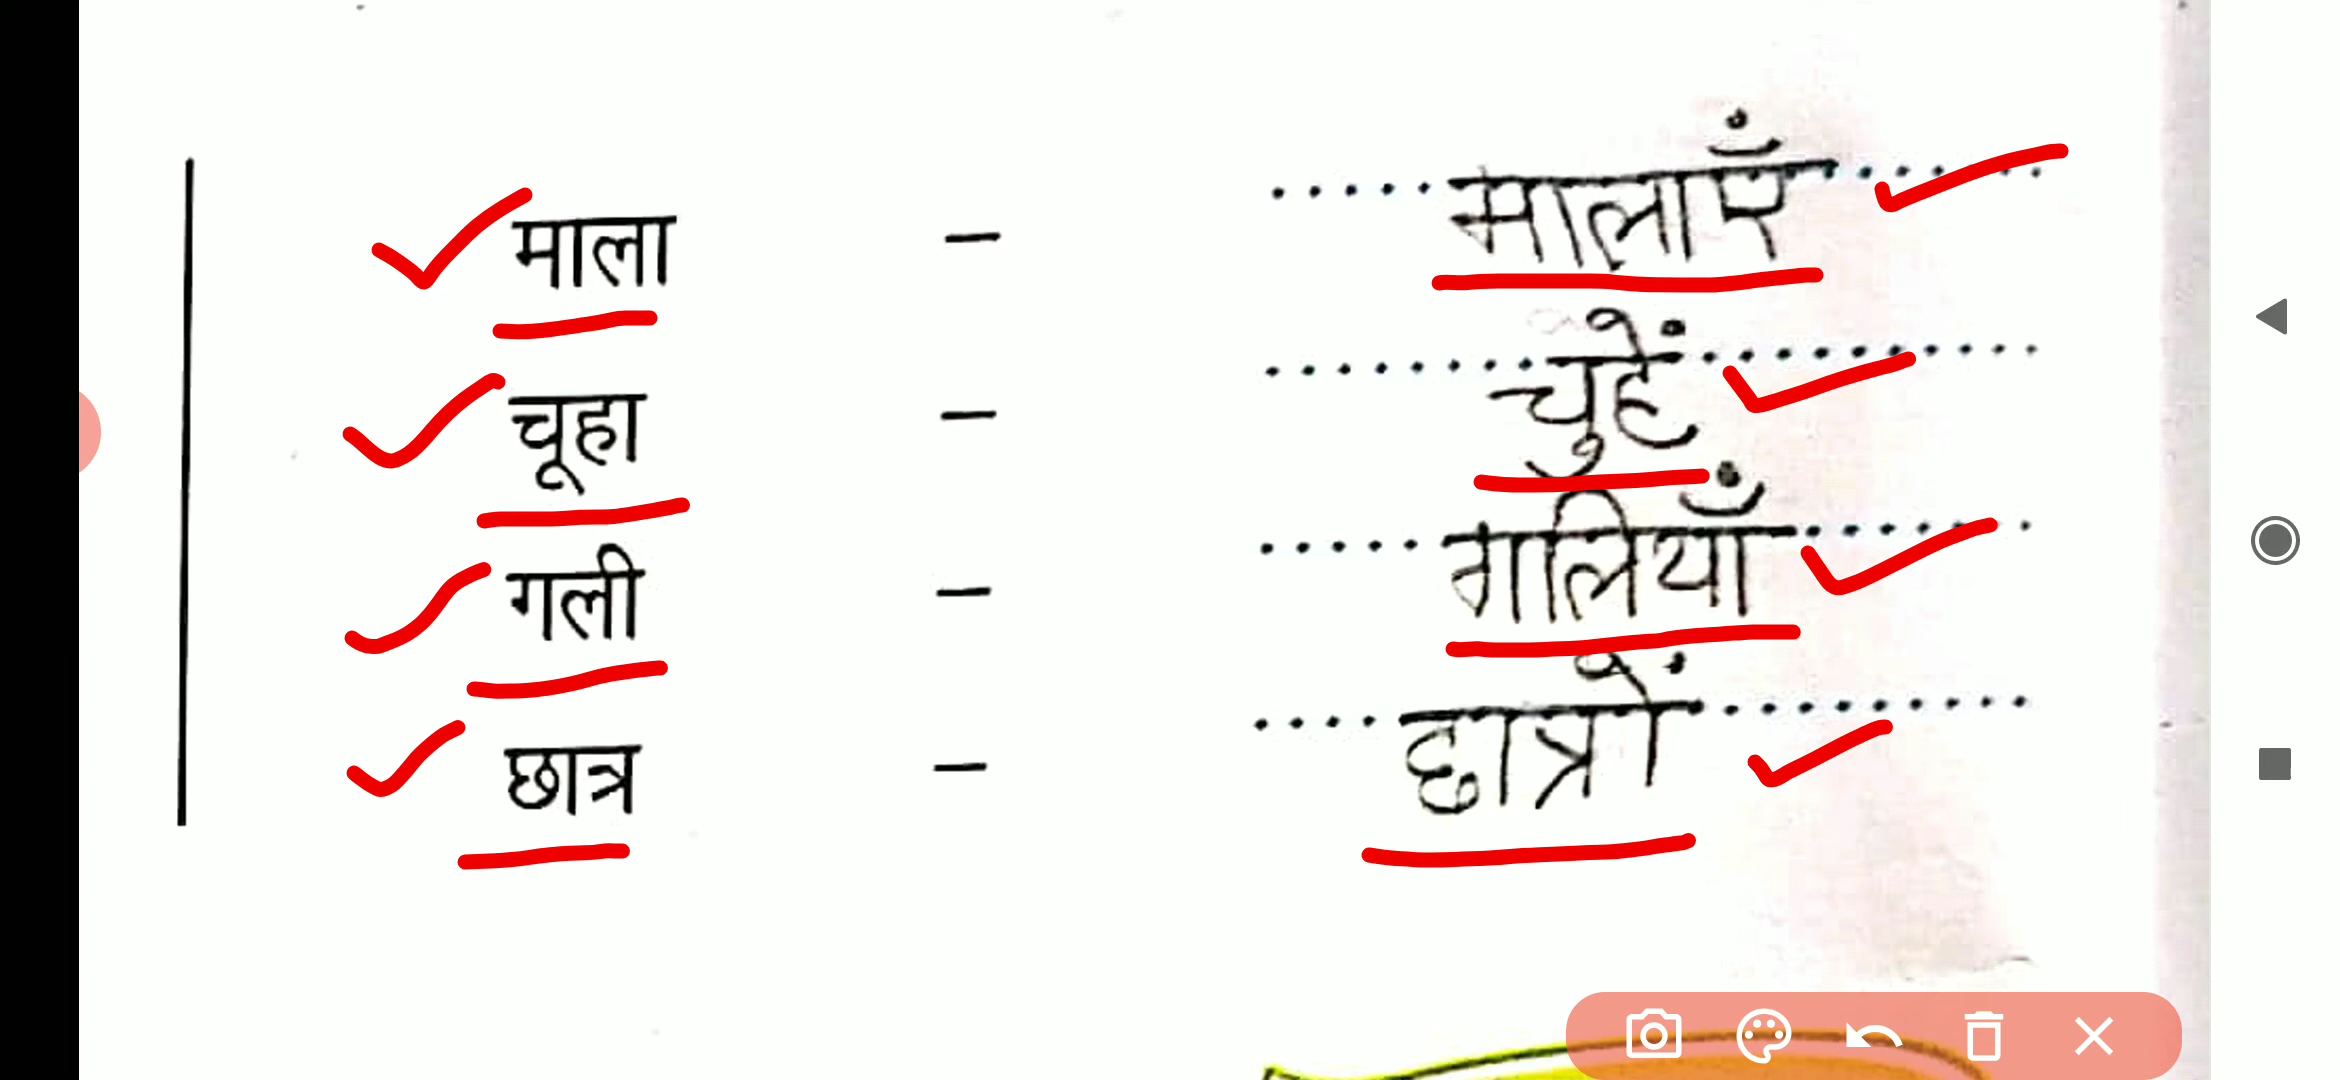 माला - मालाएँ
चूहा - चुहें
गली - गलियाँ
छात्र - छात्रों